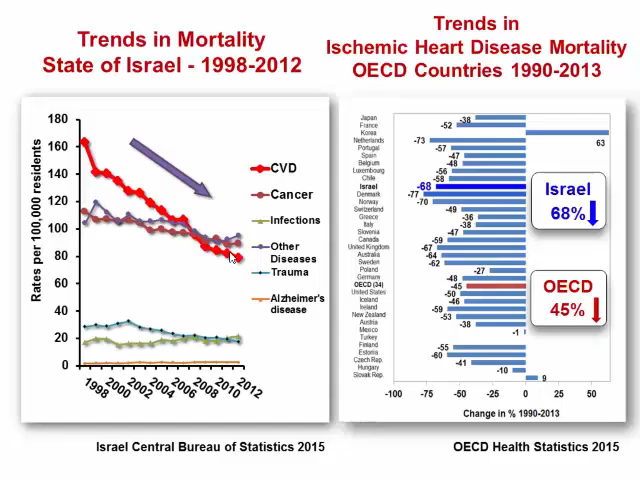 Trends in Mortality
State of Israel - 1998-2012
Rates per 100,000 residents
180
160
140
120
100
80
60
40
20
0
1998
2000
2002
2004
2006
2008
2010
2012
CVD
Cancer
Infections
Other
Diseases
Trauma
Alzheimer's
disease
Israel Central Bureau of Statistics 2015
Trends in
Ischemic Heart Disease Mortality
OECD Countries 1990-2013
Japan -38
France -52
Korea 63
Netherlands -73
Portugal -57
Spain -47
Belgium -48
Luxembourg -56
Chile -58
Israel -68
Denmark -77
Norway -70
Switzerland -49
Greece -36
Italy -38
Slovenia -47
Canada -59
United Kingdom -67
Australia -64
Sweden -62
Poland -27
Germany -48
OECD (34) -45
United States -50
Iceland -46
Ireland -59
New Zealand -53
Austria -38
Mexico -1
Turkey
Finland -55
Estonia -60
Czech Rep. -41
Hungary -10
Slovak Rep. 9
Israel
68%
OECD
45%
-100 -75 -50 -25 0 25 50
Change in % 1990-2013
OECD Health Statistics 2015